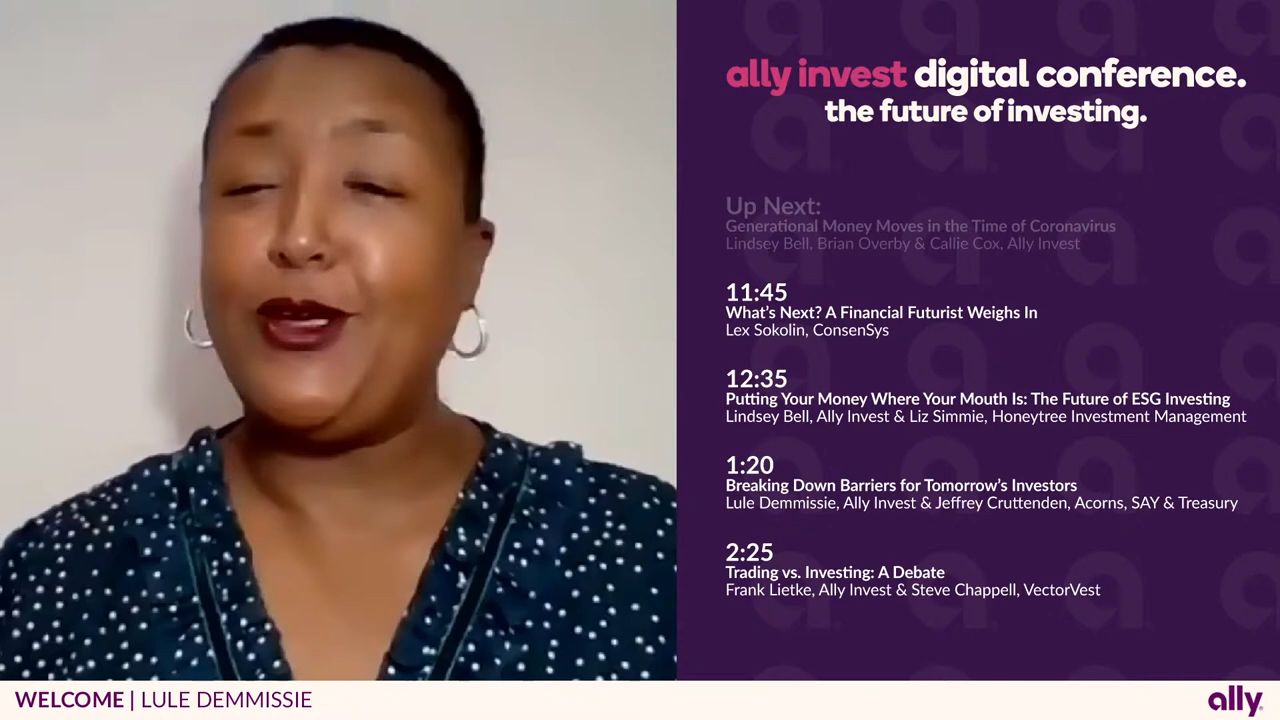 ally invest digital conference.
the future of investing.
Up Next:
Generational Money Moves in the Time of Coronavirus
Lindsey Bell, Brian Overby & Callie Cox, Ally Invest
11:45
What's Next? A Financial Futurist Weighs In
Lex Sokolin, ConsenSys
12:35
Putting Your Money Where Your Mouth Is: The Future of ESG Investing
Lindsey Bell, Ally Invest & Liz Simmie, Honeytree Investment Management
1:20
Breaking Down Barriers for Tomorrow's Investors
Lule Demmissie, Ally Invest & Jeffrey Cruttenden, Acorns, SAY & Treasury
2:25
Trading vs. Investing: A Debate
Frank Lietke, Ally Invest & Steve Chappell, VectorVest
WELCOME | LULE DEMMISSIE
ally